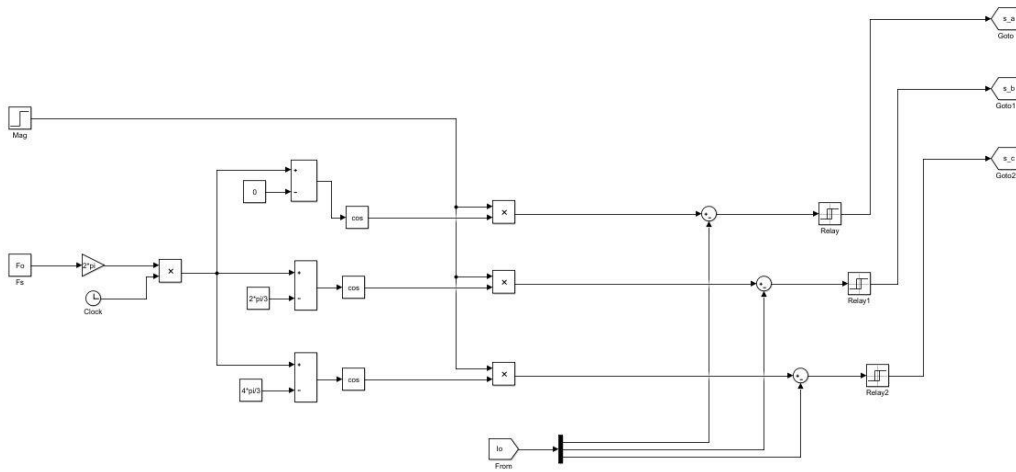 s_a
Goto
s_b
Goto1
Mag
s_c
Goto2
+
−
0
cos
×
+
-
Relay
Fo
Fs
2*pi
×
Clock
+
−
2*pi/3
cos
×
+
-
Relay1
+
−
4*pi/3
cos
×
+
-
Relay2
Io
From